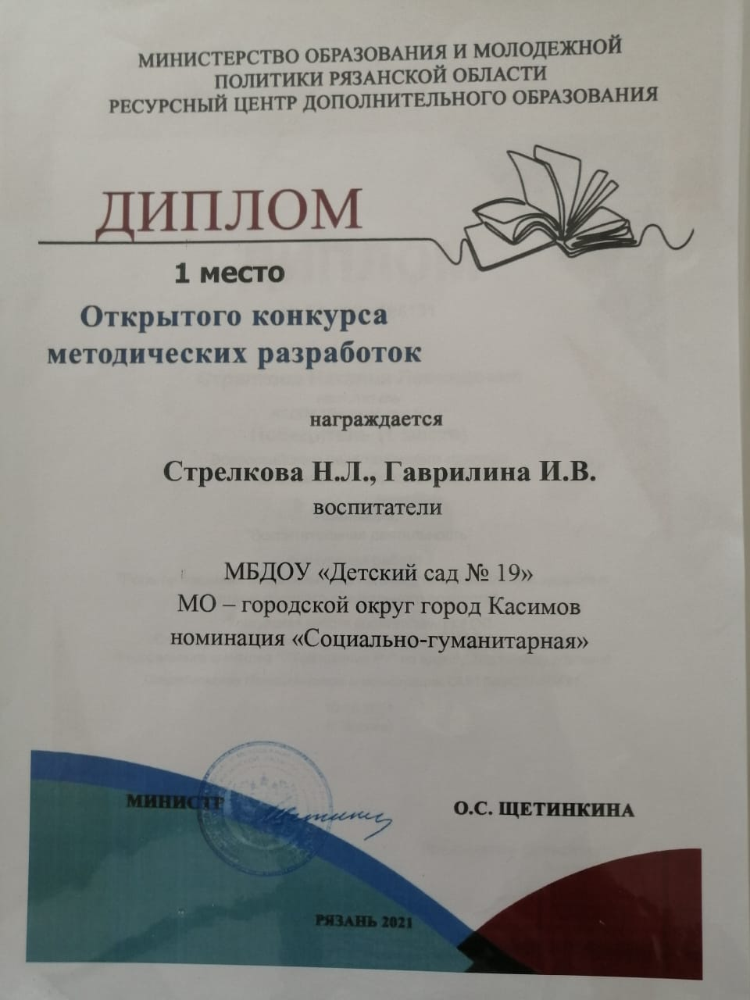 МИНИСТЕРСТВО ОБРАЗОВАНИЯ И МОЛОДЕЖНОЙ
ПОЛИТИКИ РЯЗАНСКОЙ ОБЛАСТИ
РЕСУРСНЫЙ ЦЕНТР ДОПОЛНИТЕЛЬНОГО ОБРАЗОВАНИЯ
ДИПЛОМ
1 место
Открытого конкурса
методических разработок
награждается
Стрелкова Н.Л., Гаврилина И.В.
воспитатели
МБДОУ «Детский сад № 19»
МО – городской округ город Касимов
номинация «Социально-гуманитарная»
МИНИСТР
О.С. ЩЕТИНКИНА
РЯЗАНЬ 2021